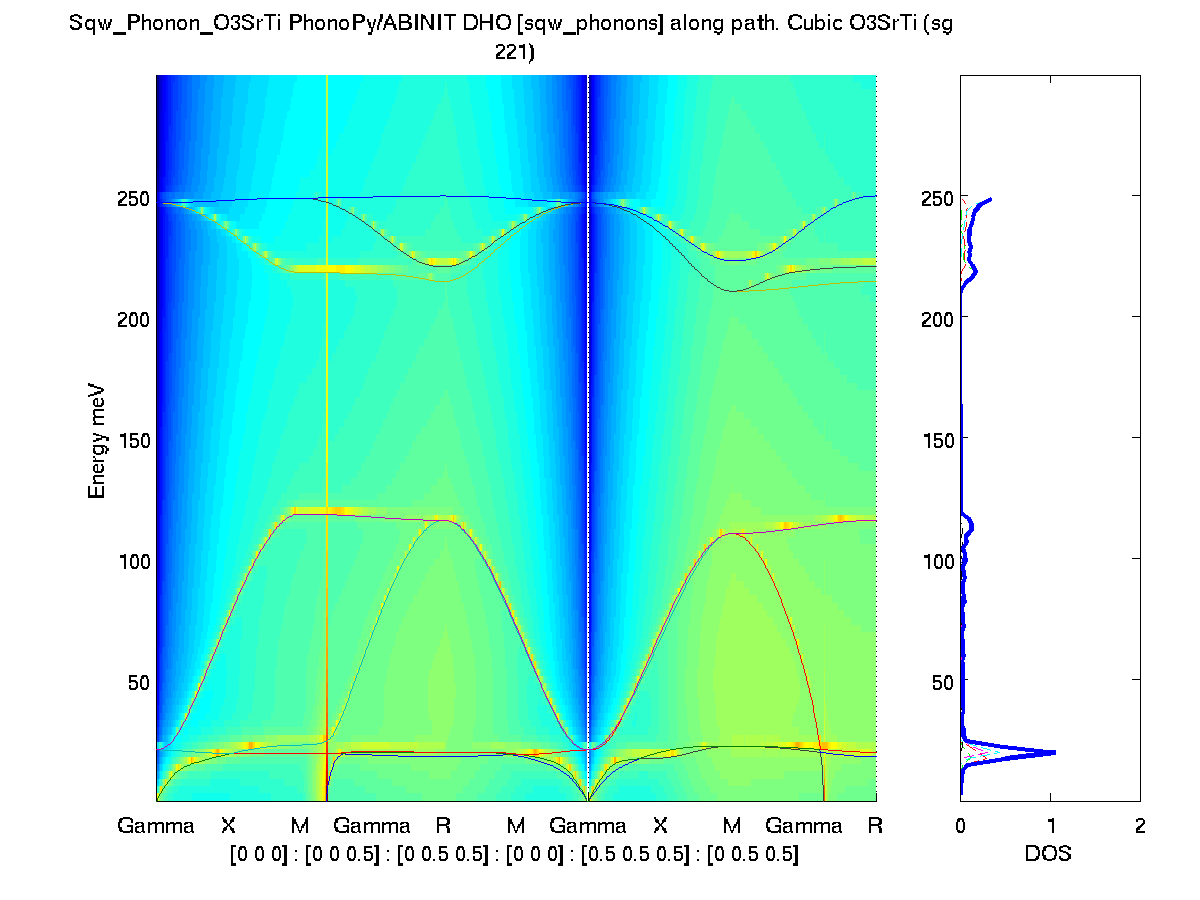 Sqw_Phonon_O3SrTi PhonoPy/ABINIT DHO [sqw_phonons] along path. Cubic O3SrTi (sg
221)
250
200
150
100
50
Energy meV
Gamma X M Gamma R M Gamma X M Gamma R
[0 0 0] : [0 0 0.5] : [0 0.5 0.5] : [0 0 0] : [0.5 0.5 0.5] : [0 0.5 0.5]
250
200
150
100
50
0 1 2
DOS